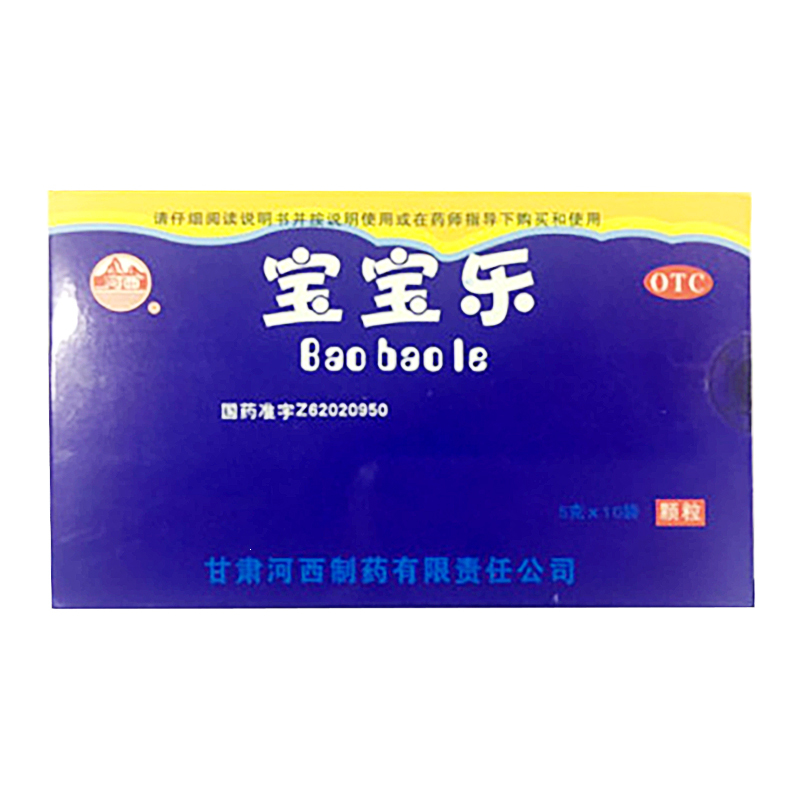 请仔细阅读说明书并按说明使用或在药师指导下购买和使用
河西
宝宝乐
OTC
Bao bao le
国药准字Z62020950
5克×10袋 颗粒
甘肃河西制药有限责任公司